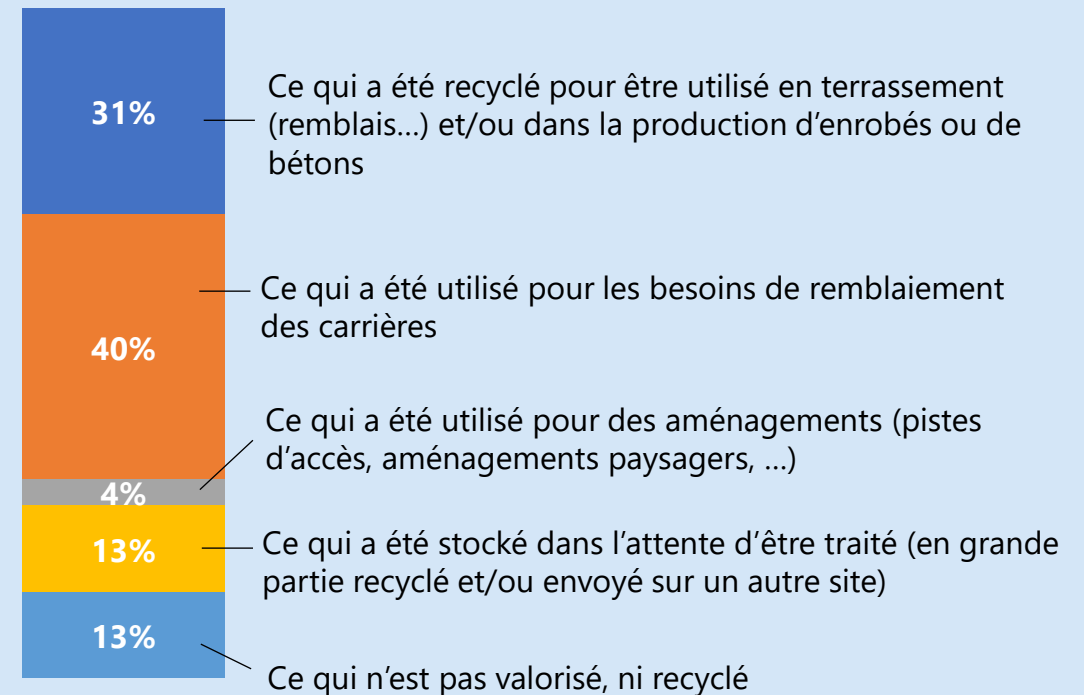 31%
Ce qui a été recyclé pour être utilisé en terrassement
(remblais…) et/ou dans la production d'enrobés ou de
bétons
40%
Ce qui a été utilisé pour les besoins de remblaiement
des carrières
4%
Ce qui a été utilisé pour des aménagements (pistes
d'accès, aménagements paysagers, …)
13%
Ce qui a été stocké dans l’attente d’être traité (en grande
partie recyclé et/ou envoyé sur un autre site)
13%
Ce qui n’est pas valorisé, ni recyclé